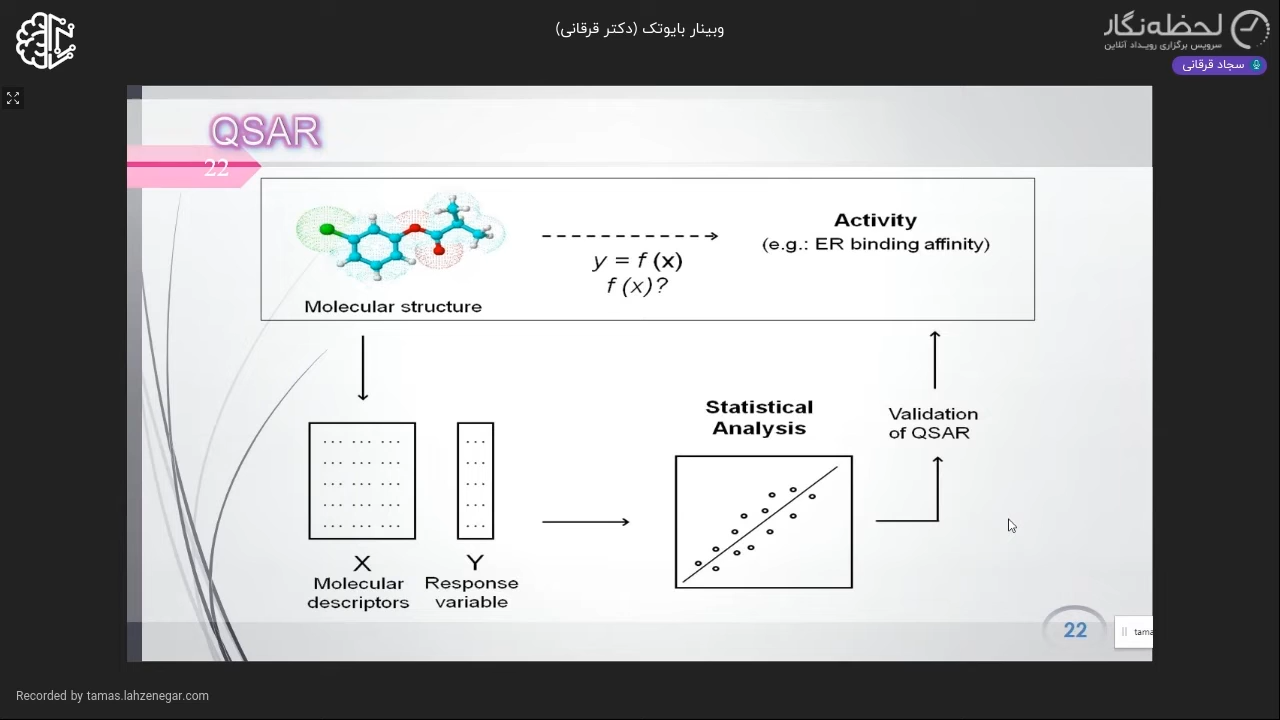 وبینار بایوتک (دکتر قرقانی)
لحظه‌نگار
سرویس برگزاری رویداد آنلاین
سجاد قرقانی
QSAR
22
Molecular structure
y = f (x)
f (x)?
Activity
(e.g.: ER binding affinity)
X
Molecular
descriptors
Y
Response
variable
Statistical
Analysis
Validation
of QSAR
22
tama
Recorded by tamas.lahzenegar.com